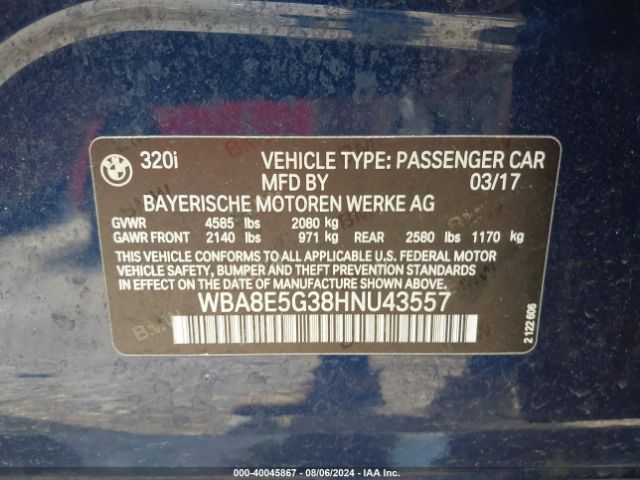 320i VEHICLE TYPE: PASSENGER CAR
MFD BY 03/17
BAYERISCHE MOTOREN WERKE AG
GVWR 4585 lbs 2080 kg
GAWR FRONT 2140 lbs 971 kg REAR 2580 lbs 1170 kg
THIS VEHICLE CONFORMS TO ALL APPLICABLE U.S. FEDERAL MOTOR
VEHICLE SAFETY, BUMPER AND THEFT PREVENTION STANDARDS
IN EFFECT ON THE DATE OF MANUFACTURE SHOWN ABOVE.
WBA8E5G38HNU43557
2 122 606
000-40045867 - 08/06/2024 - IAA Inc.